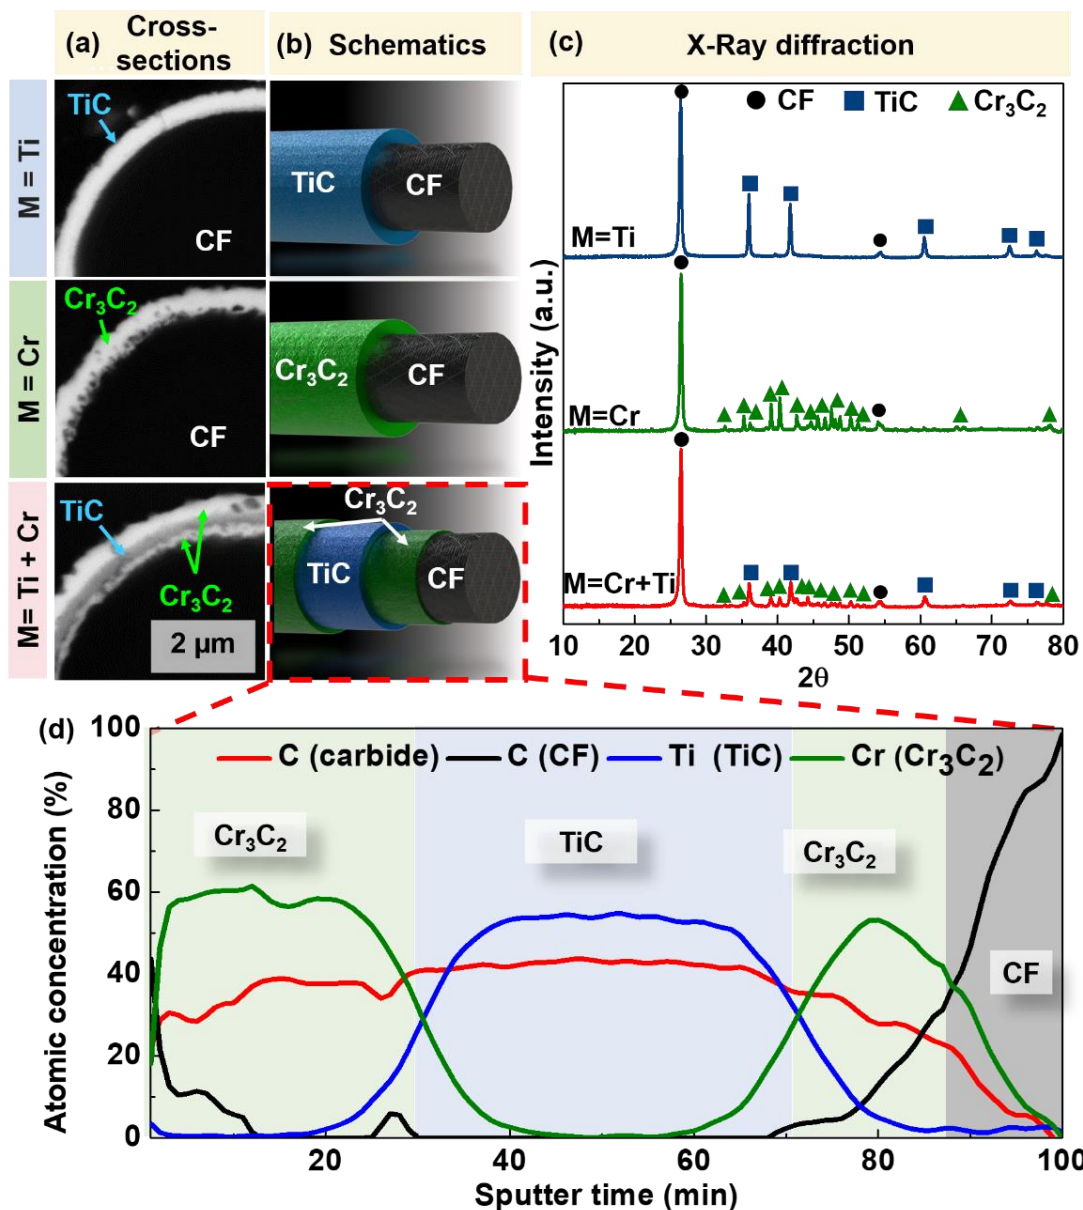 (a) Cross-
sections
(b) Schematics
(c) X-Ray diffraction
M = Ti
TiC
CF
TiC
CF
M = Cr
Cr₃C₂
CF
Cr₃C₂
CF
M= Ti + Cr
TiC
Cr₃C₂
2 µm
Cr₃C₂
TiC
CF
CF TiC Cr₃C₂
M=Ti
M=Cr
M=Cr+Ti
Intensity (a.u.)
10 20 30 40 50 60 70 80
2θ
(d)
C (carbide) C (CF) Ti (TiC) Cr (Cr₃C₂)
Cr₃C₂
TiC
Cr₃C₂
CF
100
80
60
40
20
0
Atomic concentration (%)
20 40 60 80 100
Sputter time (min)